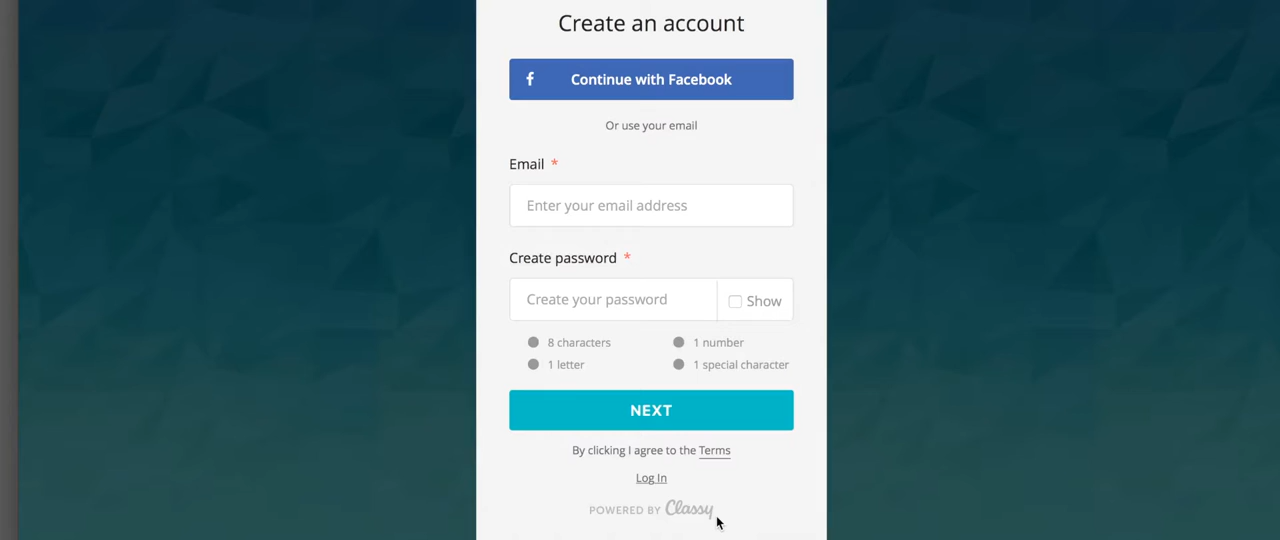 Create an account
f Continue with Facebook
Or use your email
Email *
Enter your email address
Create password *
Create your password Show
8 characters 1 number
1 letter 1 special character
NEXT
By clicking I agree to the Terms
Log In
POWERED BY Classy